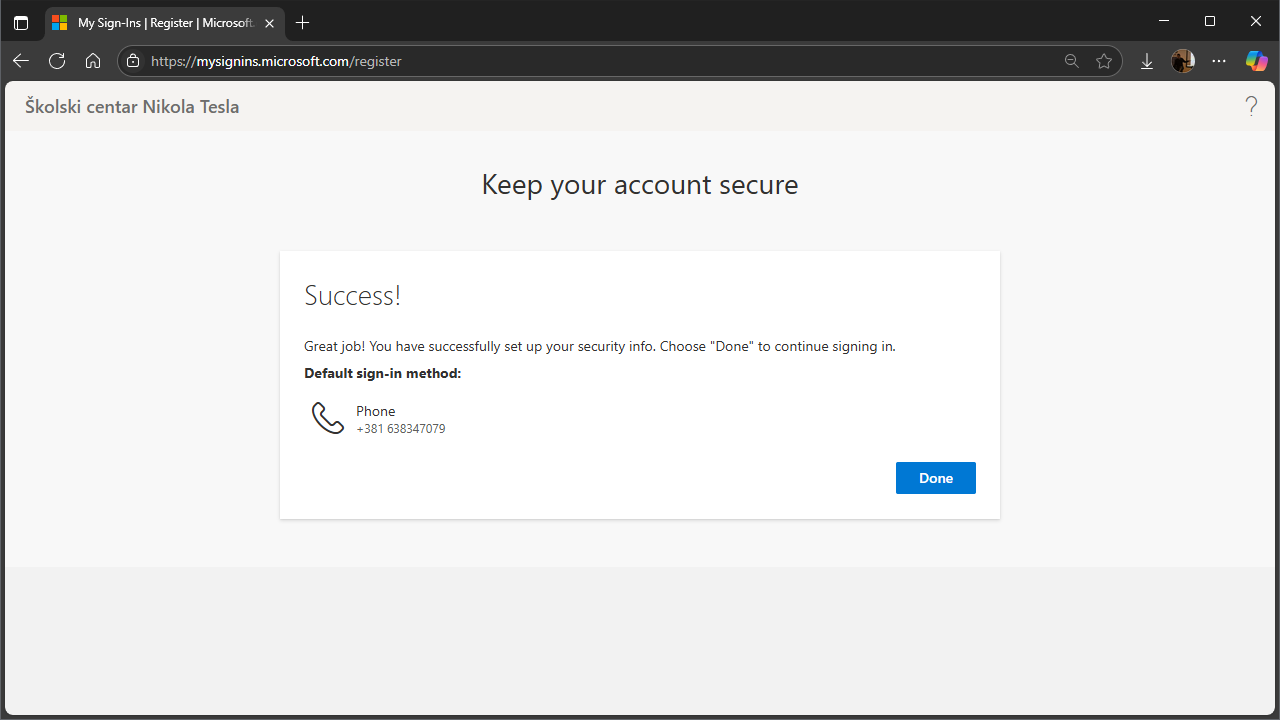 My Sign-Ins | Register | Microsoft.
https://mysignins.microsoft.com/register
Školski centar Nikola Tesla
?
Keep your account secure
Success!
Great job! You have successfully set up your security info. Choose "Done" to continue signing in.
Default sign-in method:
Phone
+381 638347079
Done